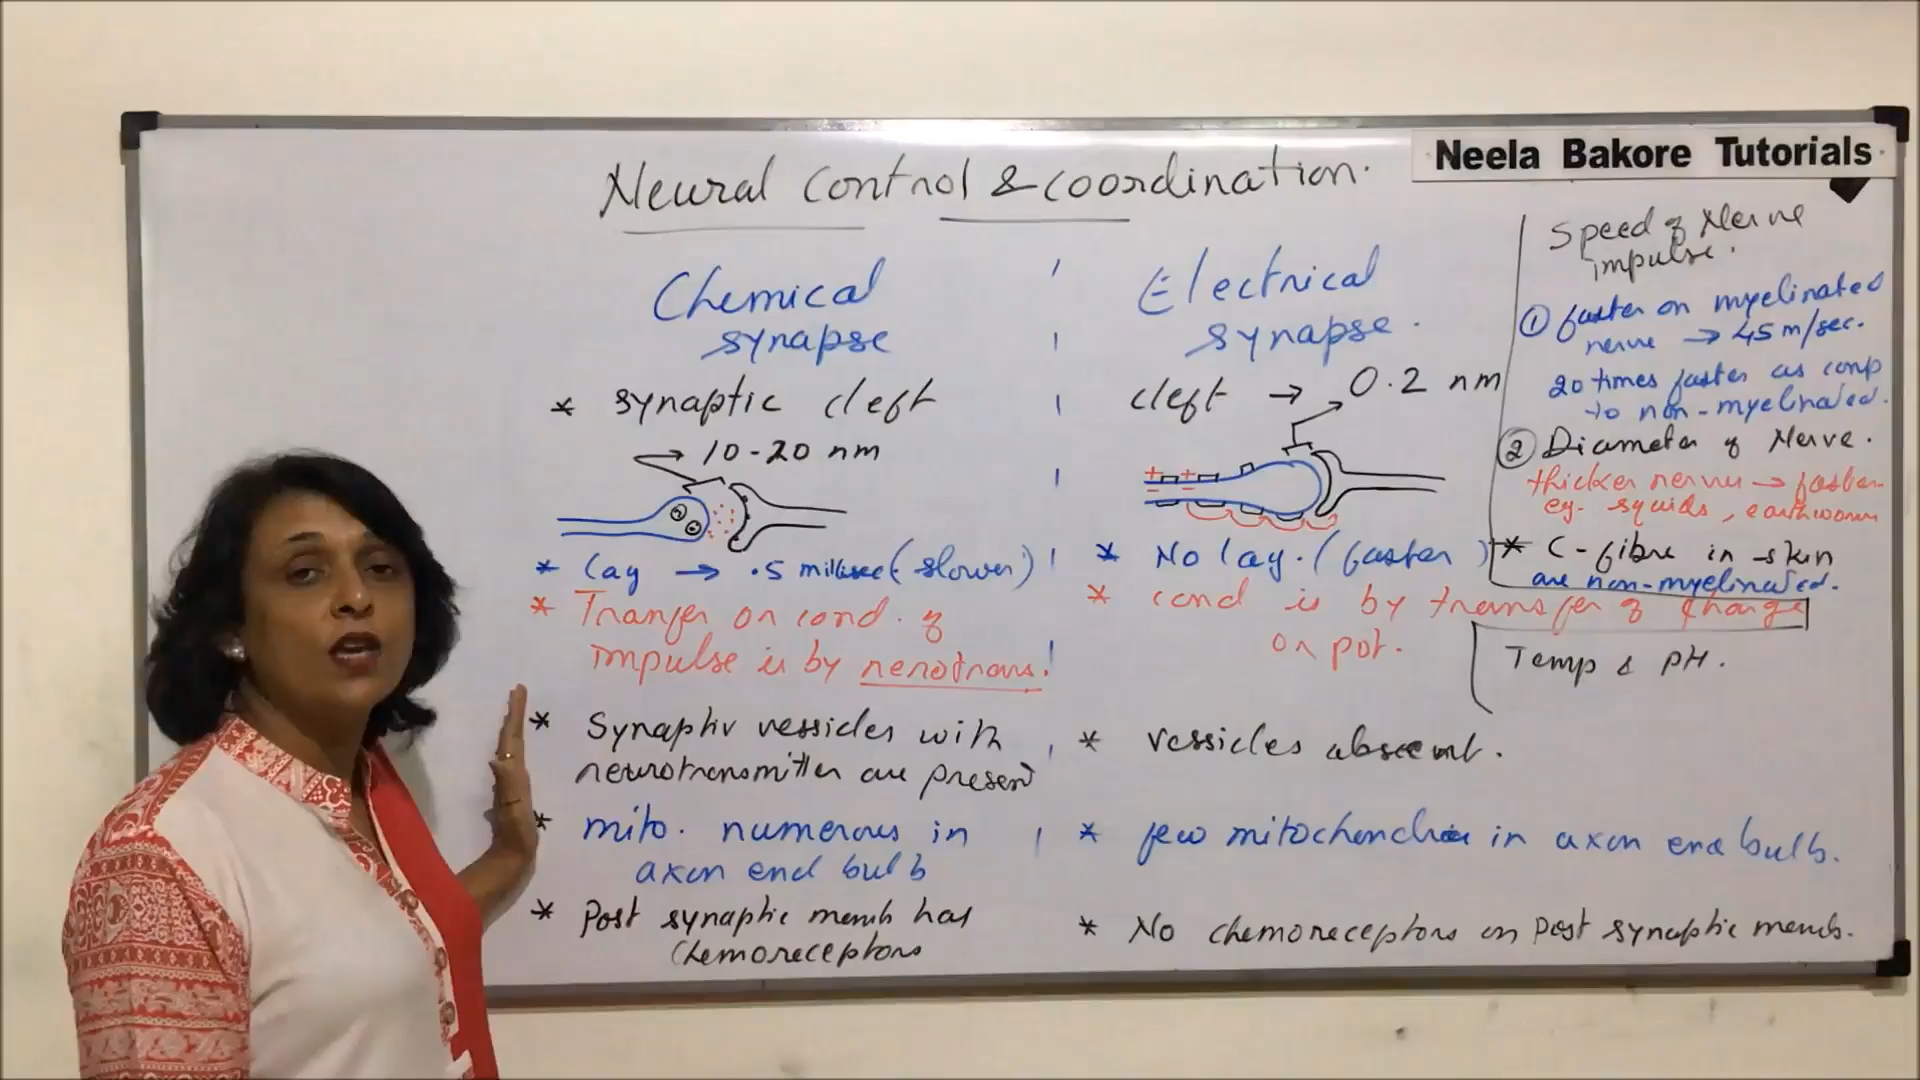 Neela Bakore Tutorials
Neural control & coordination.
Chemical
synapse
* synaptic cleft
→ 10-20 nm
* lag → .5 millisec (slower)
* Tranfer or cond. of
impulse is by nerotrans.
* Synaptiv vessicles with
neurotransmitter are present
* mito. numerous in
axon end bulb
* Post synaptic memb has
chemoreceptors
Electrical
synapse.
cleft → 0.2 nm
+ +
- -
* No lag. (faster)
* cond is by transfer of charge
or pot.
* vessicles absent.
* few mitochondria in axon end bulb.
* No chemoreceptors on post synaptic memb.
Speed of Nerve
impulse.
① faster on myelinated
nerve → 45 m/sec.
20 times faster as comp
to non-myelinated.
② Diameter of Nerve.
thicker nerves → faster
eg. squids, earthworm
* C-fibre in skin
are non-myelinated.
Temp & pH.